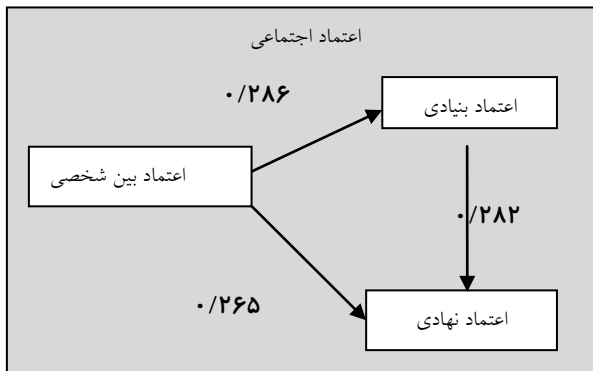 اعتماد اجتماعی
۰/۲۸۶
اعتماد بنیادی
اعتماد بین شخصی
۰/۲۸۲
۰/۲۶۵
اعتماد نهادی